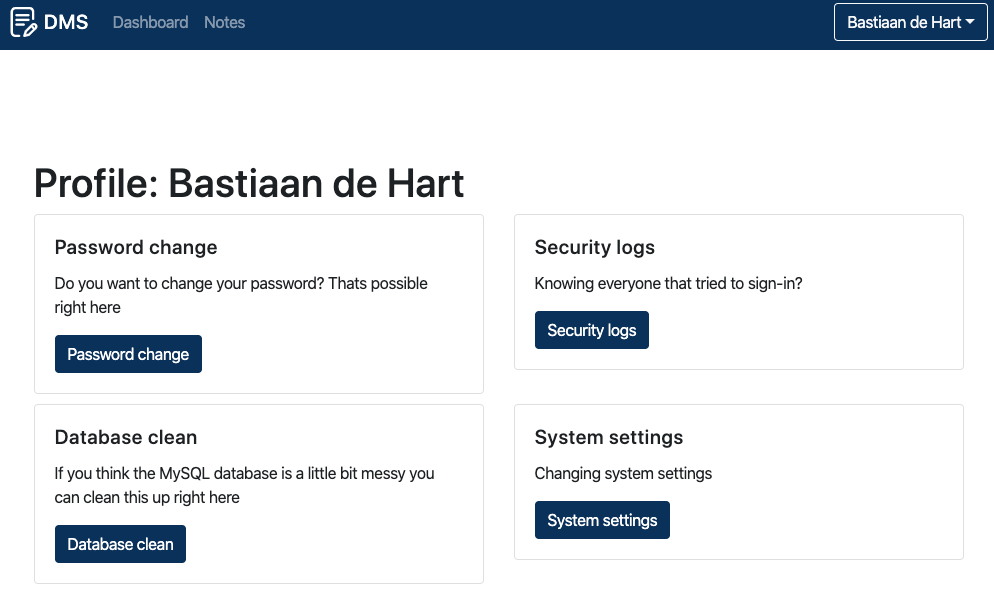 DMS Dashboard Notes Bastiaan de Hart
Profile: Bastiaan de Hart
Password change
Do you want to change your password? Thats possible
right here
Password change
Security logs
Knowing everyone that tried to sign-in?
Security logs
Database clean
If you think the MySQL database is a little bit messy you
can clean this up right here
Database clean
System settings
Changing system settings
System settings